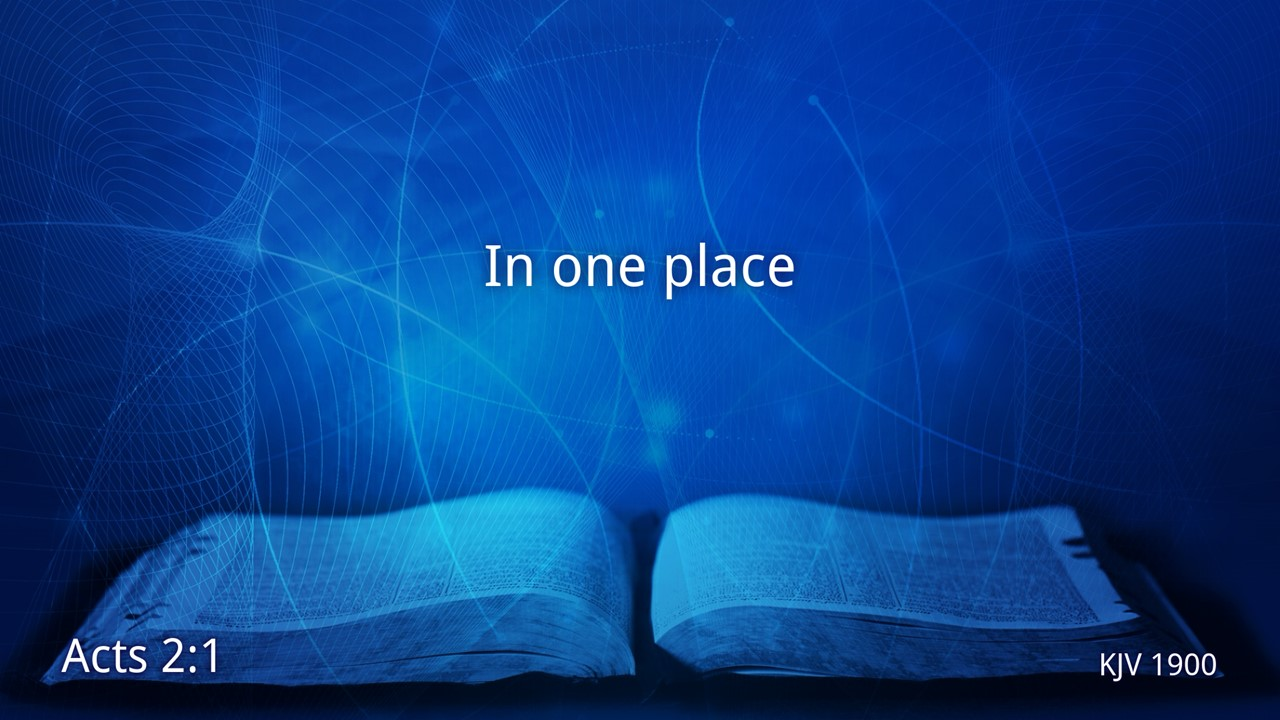 In one place
Acts 2:1
KJV 1900